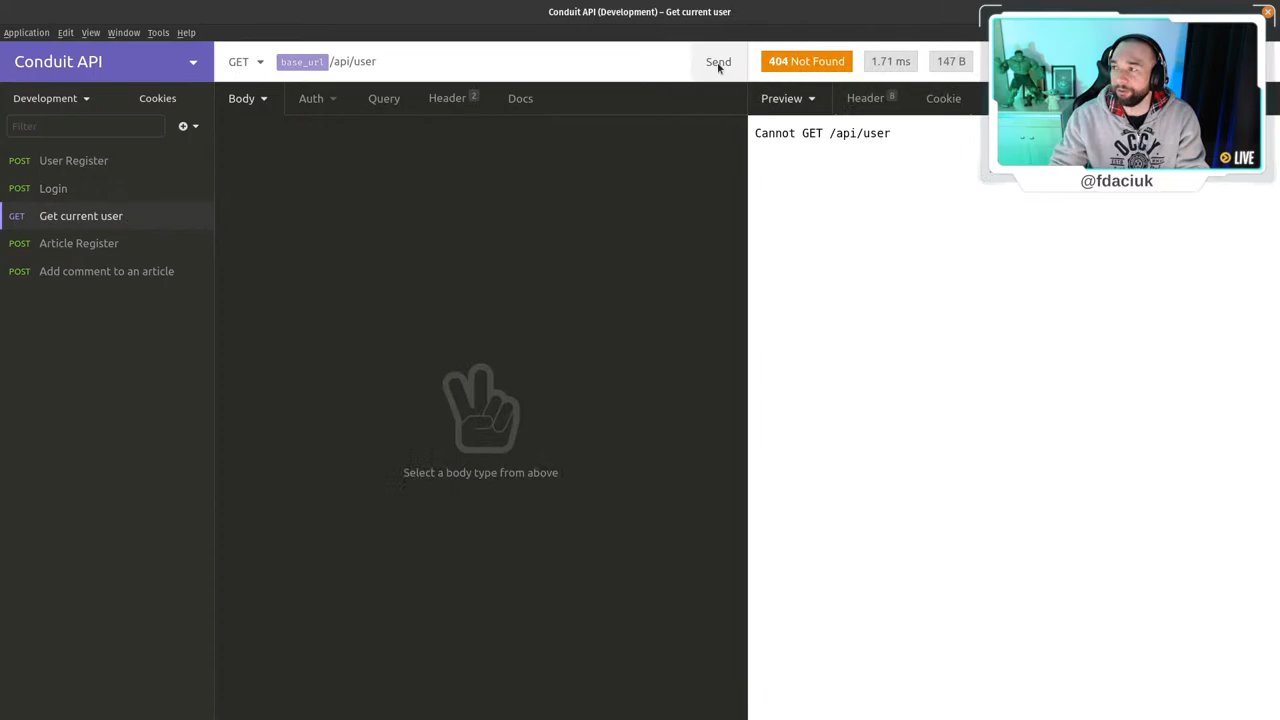 Conduit API (Development) – Get current user
Application Edit View Window Tools Help
Conduit API
GET base_url/api/user Send
404 Not Found 1.71 ms 147 B
Development Cookies
Body Auth Query Header 2 Docs
Preview Header 8 Cookie
Filter
Cannot GET /api/user
POST User Register
POST Login
GET Get current user
POST Article Register
POST Add comment to an article
Select a body type from above
OCCY
LIVE
@fdaciuk